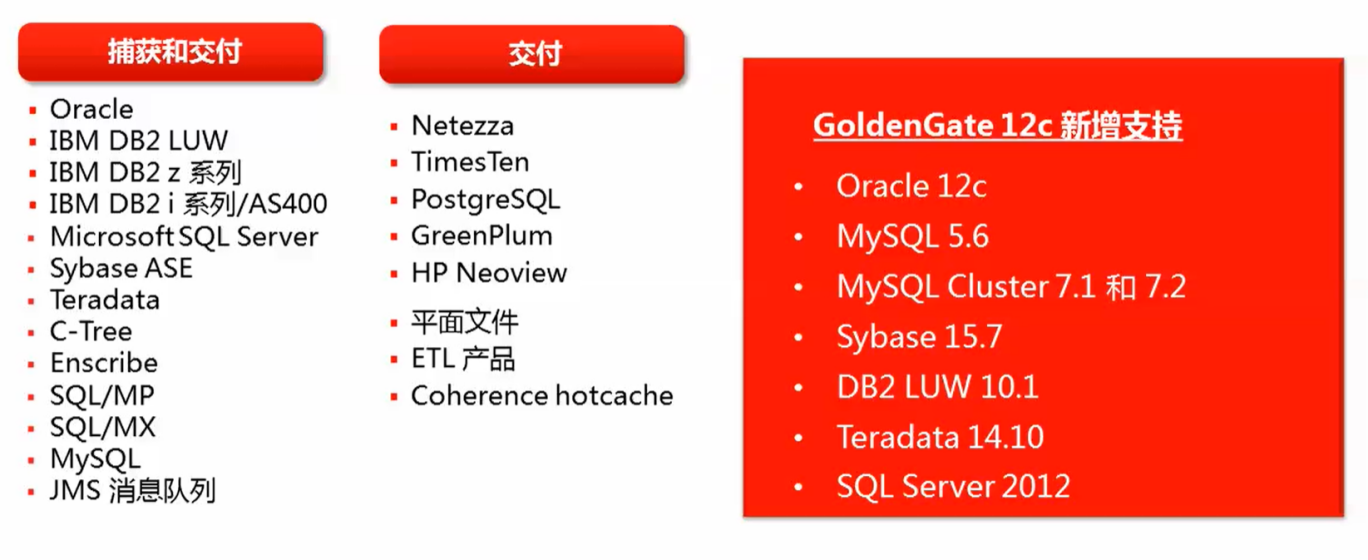 捕获和交付
Oracle
IBM DB2 LUW
IBM DB2 z 系列
IBM DB2 i 系列/AS400
Microsoft SQL Server
Sybase ASE
Teradata
C-Tree
Enscribe
SQL/MP
SQL/MX
MySQL
JMS 消息队列
交付
Netezza
TimesTen
PostgreSQL
GreenPlum
HP Neoview
平面文件
ETL 产品
Coherence hotcache
GoldenGate 12c 新增支持
Oracle 12c
MySQL 5.6
MySQL Cluster 7.1 和 7.2
Sybase 15.7
DB2 LUW 10.1
Teradata 14.10
SQL Server 2012